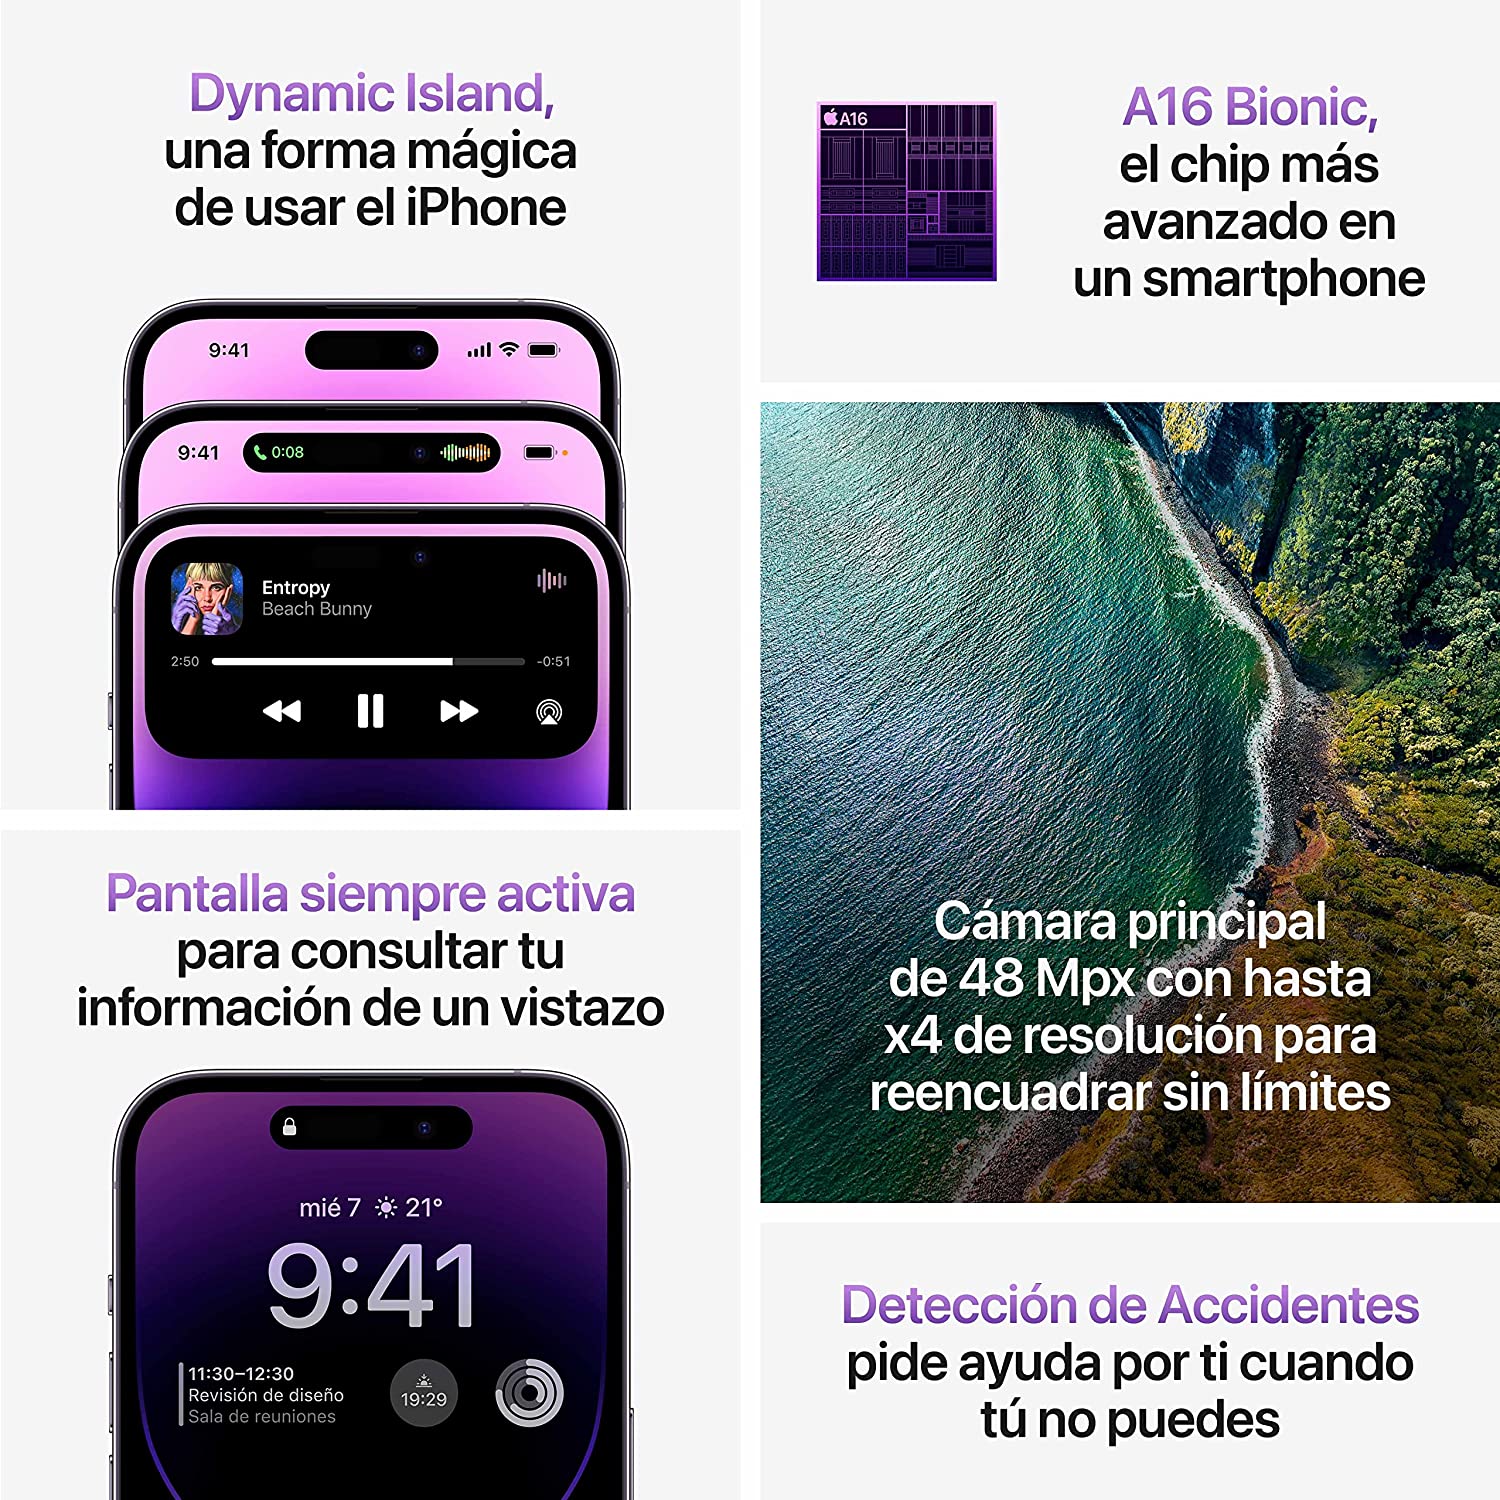 Dynamic Island,
una forma mágica
de usar el iPhone
9:41
9:41
0:08
Entropy
Beach Bunny
2:50
-0:51
A16
A16 Bionic,
el chip más
avanzado en
un smartphone
Cámara principal
de 48 Mpx con hasta
x4 de resolución para
reencuadrar sin límites
Pantalla siempre activa
para consultar tu
información de un vistazo
mié 7 21°
9:41
11:30–12:30
Revisión de diseño
Sala de reuniones
19:29
Detección de Accidentes
pide ayuda por ti cuando
tú no puedes